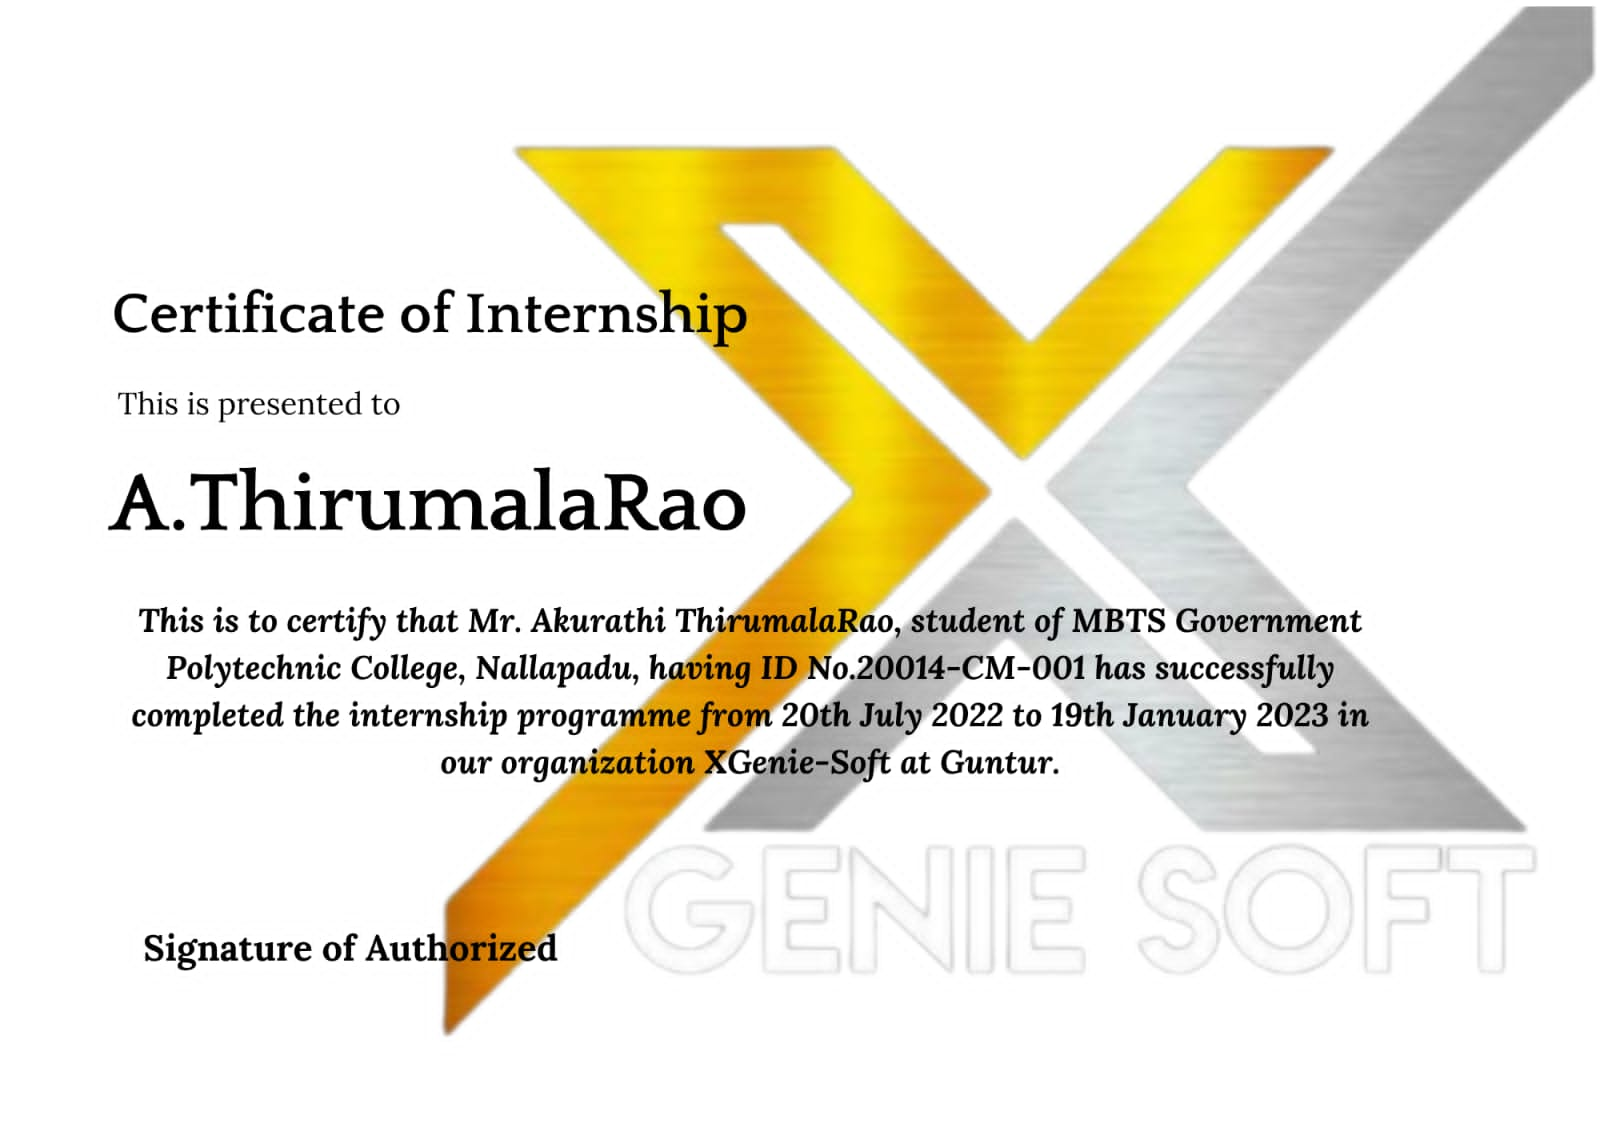 Certificate of Internship
This is presented to
A.ThirumalaRao
This is to certify that Mr. Akurathi ThirumalaRao, student of MBTS Government
Polytechnic College, Nallapadu, having ID No.20014-CM-001 has successfully
completed the internship programme from 20th July 2022 to 19th January 2023 in
our organization XGenie-Soft at Guntur.
GENIE SOFT
Signature of Authorized